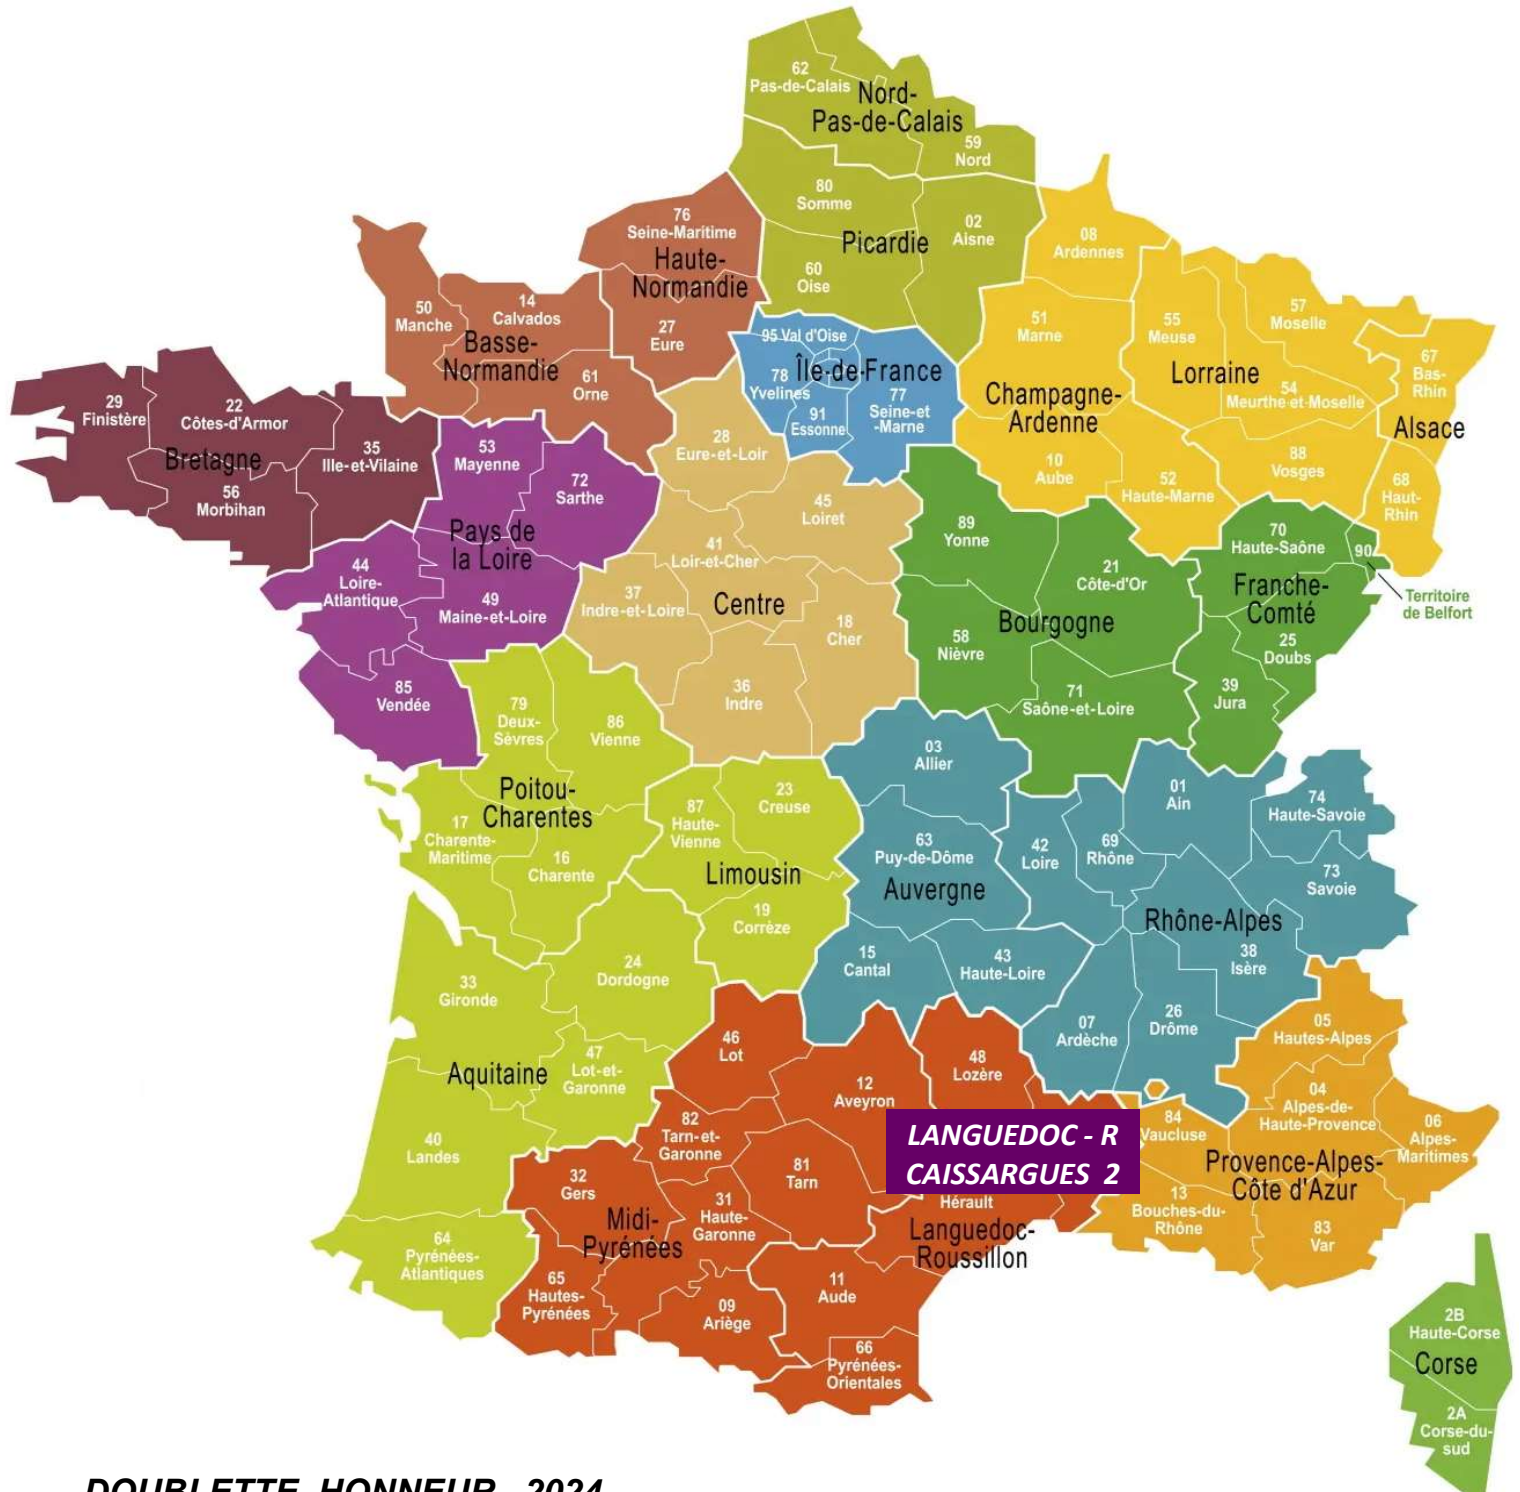 62
Pas-de-Calais
Nord-
Pas-de-Calais
59
Nord
80
Somme
02
Aisne
Picardie
60
Oise
76
Seine-Maritime
Haute-
Normandie
27
Eure
08
Ardennes
50
Manche
14
Calvados
Basse-
Normandie
61
Orne
95 Val d'Oise
Île-de-France
78
Yvelines
91
Essonne
77
Seine-et
-Marne
51
Marne
55
Meuse
57
Moselle
Lorraine
54
Meurthe-et-Moselle
67
Bas-
Rhin
Champagne-
Ardenne
Alsace
29
Finistère
22
Côtes-d'Armor
Bretagne
35
Ille-et-Vilaine
56
Morbihan
53
Mayenne
72
Sarthe
28
Eure-et-Loir
10
Aube
52
Haute-Marne
88
Vosges
68
Haut-
Rhin
Pays de
la Loire
45
Loiret
41
Loir-et-Cher
89
Yonne
21
Côte-d'Or
70
Haute-Saône
90
Territoire
de Belfort
Franche-
Comté
44
Loire-
Atlantique
49
Maine-et-Loire
37
Indre-et-Loire
Centre
18
Cher
58
Nièvre
Bourgogne
25
Doubs
85
Vendée
79
Deux-
Sèvres
86
Vienne
36
Indre
71
Saône-et-Loire
39
Jura
03
Allier
Poitou-
Charentes
17
Charente-
Maritime
16
Charente
87
Haute-
Vienne
23
Creuse
Limousin
63
Puy-de-Dôme
Auvergne
42
Loire
69
Rhône
01
Ain
74
Haute-Savoie
73
Savoie
Rhône-Alpes
19
Corrèze
15
Cantal
43
Haute-Loire
38
Isère
33
Gironde
24
Dordogne
46
Lot
48
Lozère
07
Ardèche
26
Drôme
05
Hautes-Alpes
Aquitaine
47
Lot-et-
Garonne
12
Aveyron
04
Alpes-de-
Haute-Provence
06
Alpes-
Maritimes
40
Landes
82
Tarn-et-
Garonne
LANGUEDOC - R
CAISSARGUES 2
84
Vaucluse
Provence-Alpes-
Côte d'Azur
32
Gers
81
Tarn
31
Haute-
Garonne
Midi-
Pyrénées
Hérault
Languedoc-
Roussillon
13
Bouches-du-
Rhône
83
Var
64
Pyrénées-
Atlantiques
65
Hautes-
Pyrénées
09
Ariège
11
Aude
66
Pyrénées-
Orientales
2B
Haute-Corse
Corse
2A
Corse-du-
sud
DOUBLETTE HONNEUR 2024